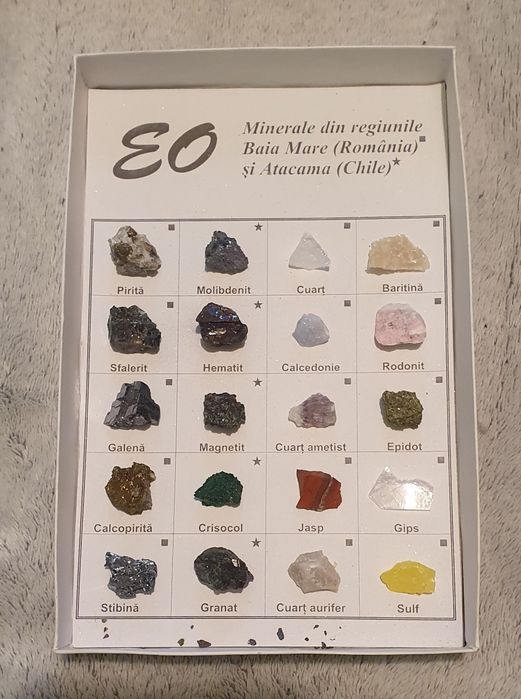 EO
Minerale din regiunile
Baia Mare (România)■
și Atacama (Chile)★
Pirită Molibdenit Cuarț Baritină
Sfalerit Hematit Calcedonie Rodonit
Galenă Magnetit Cuarț ametist Epidot
Calcopirită Crisocol Jasp Gips
Stibină Granat Cuarț aurifer Sulf